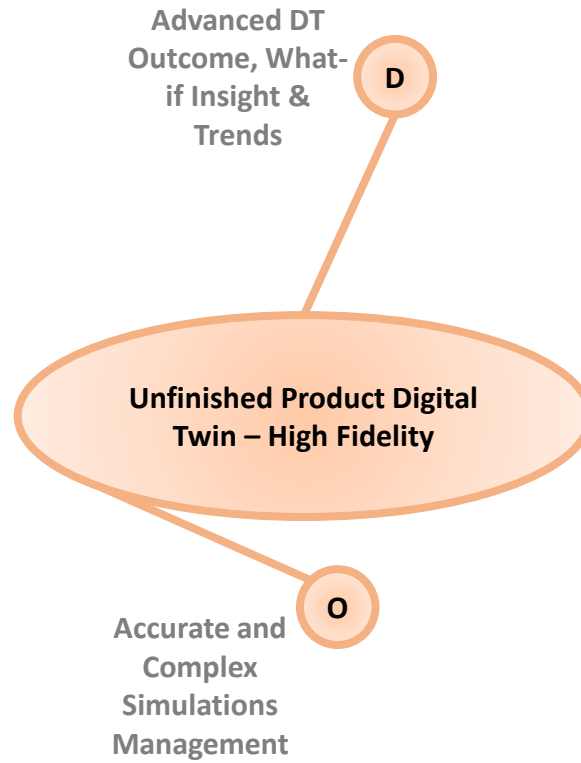 Advanced DT
Outcome, What-
if Insight &
Trends
D
Unfinished Product Digital
Twin – High Fidelity
O
Accurate and
Complex
Simulations
Management